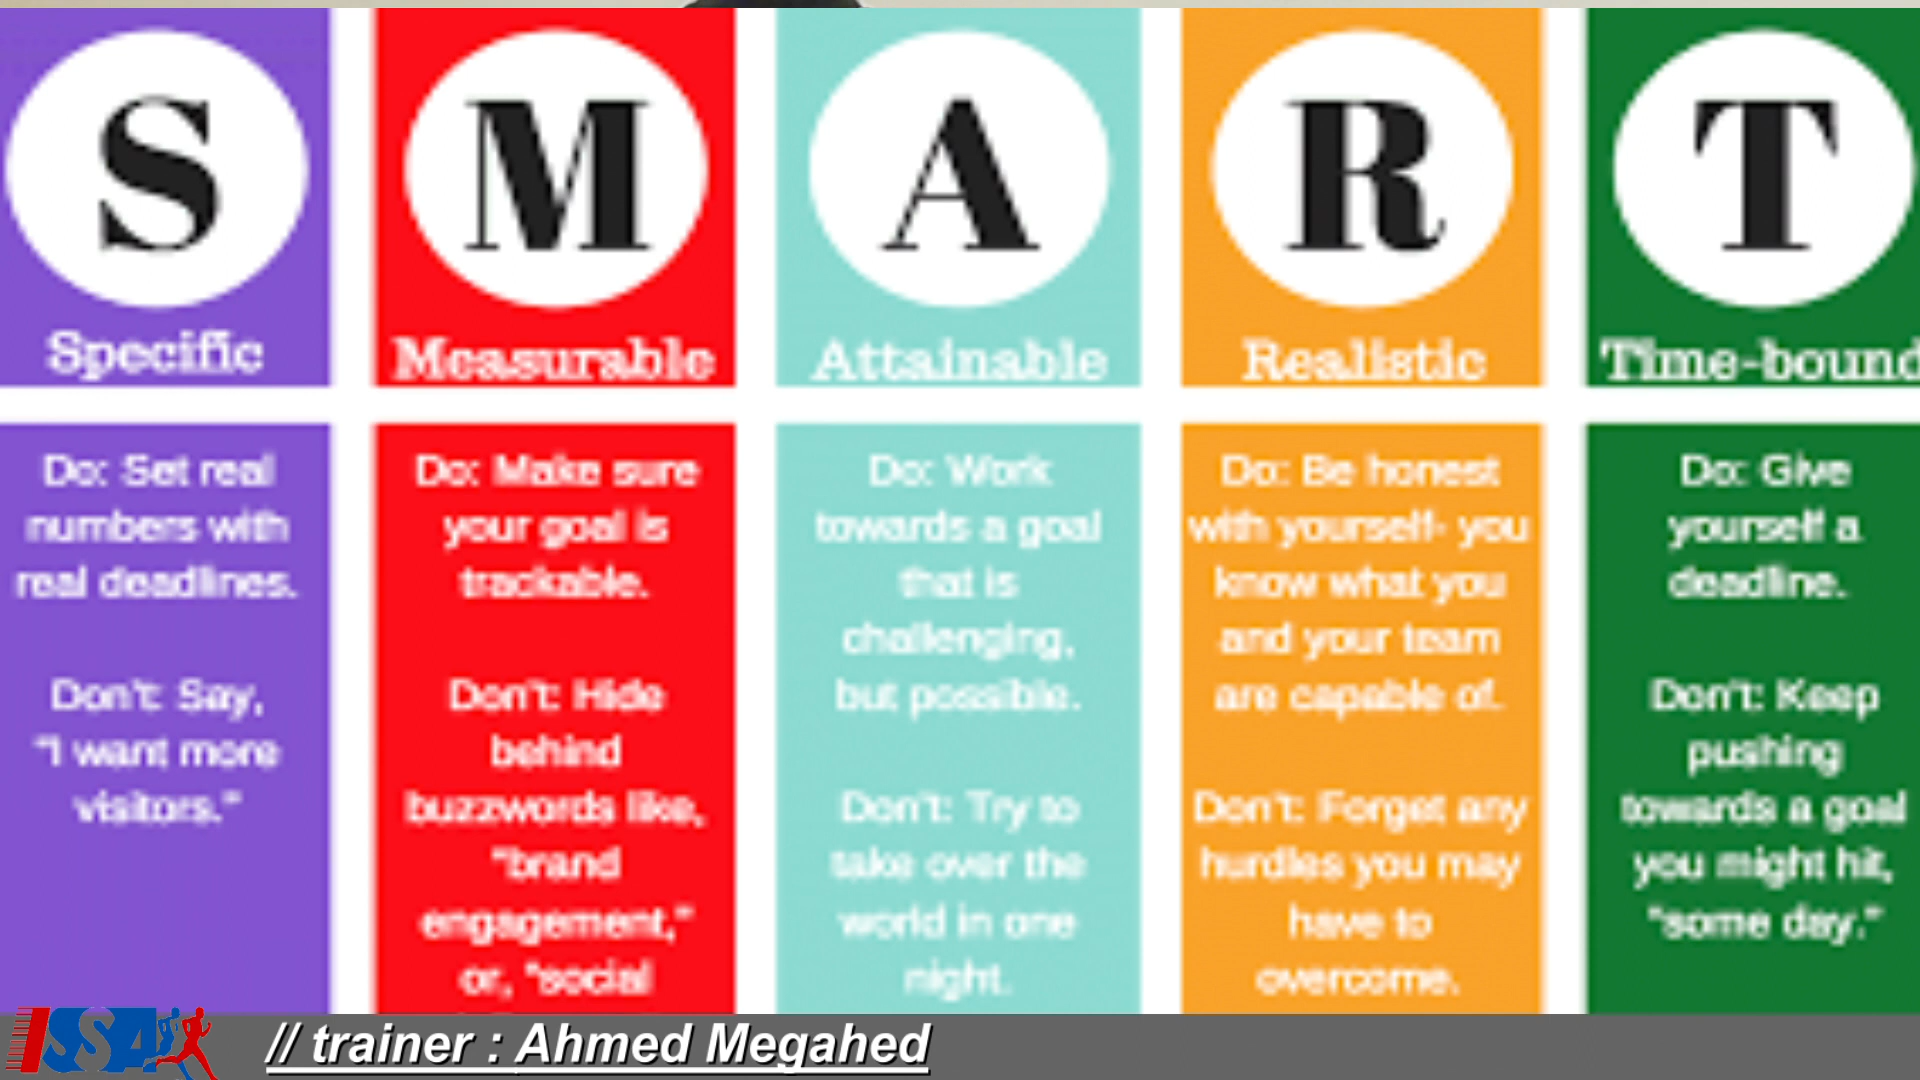 S
Specific
Do: Set real
numbers with
real deadlines.
Don't: Say,
"I want more
visitors."
M
Measurable
Do: Make sure
your goal is
trackable.
Don't: Hide
behind
buzzwords like,
"brand
engagement,"
or, "social
A
Attainable
Do: Work
towards a goal
that is
challenging,
but possible.
Don't: Try to
take over the
world in one
night.
R
Realistic
Do: Be honest
with yourself- you
know what you
and your team
are capable of.
Don't: Forget any
hurdles you may
have to
overcome.
T
Time-bound
Do: Give
yourself a
deadline.
Don't: Keep
pushing
towards a goal
you might hit,
"some day."
ISSA
// trainer : Ahmed Megahed